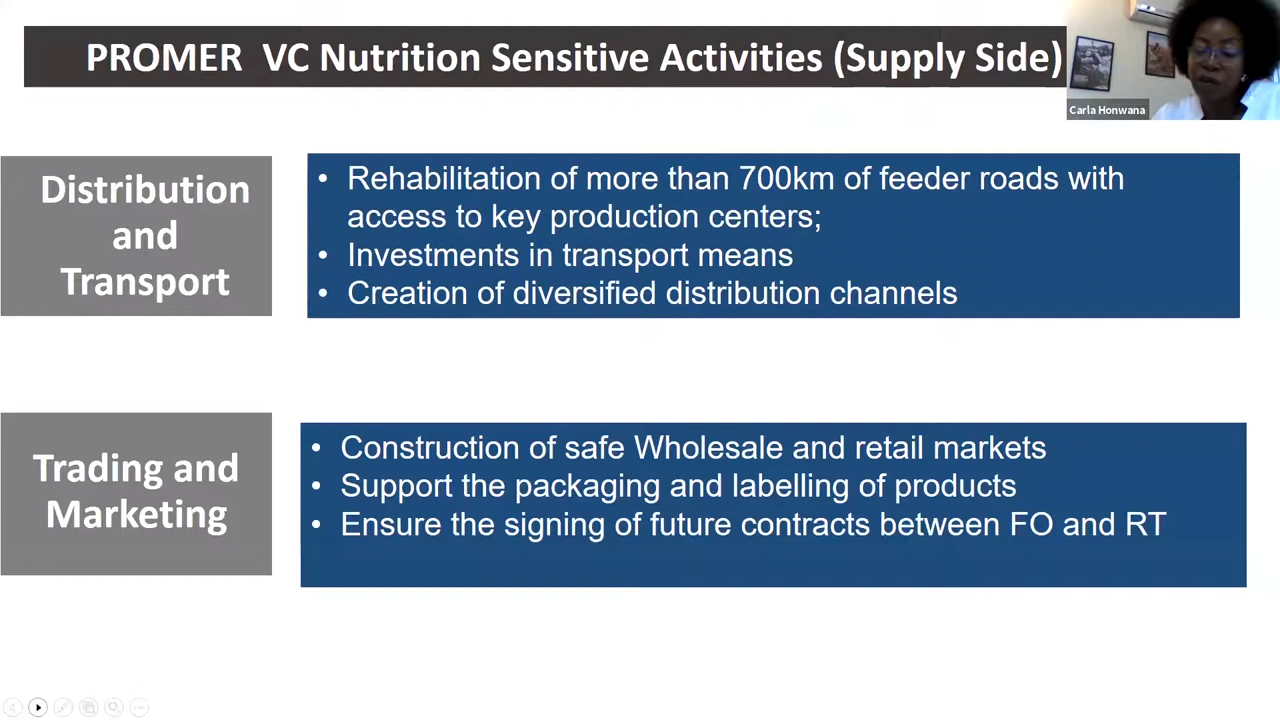 PROMER VC Nutrition Sensitive Activities (Supply Side)
Carla Honwana
Distribution
and
Transport
• Rehabilitation of more than 700km of feeder roads with
access to key production centers;
• Investments in transport means
• Creation of diversified distribution channels
Trading and
Marketing
• Construction of safe Wholesale and retail markets
• Support the packaging and labelling of products
• Ensure the signing of future contracts between FO and RT